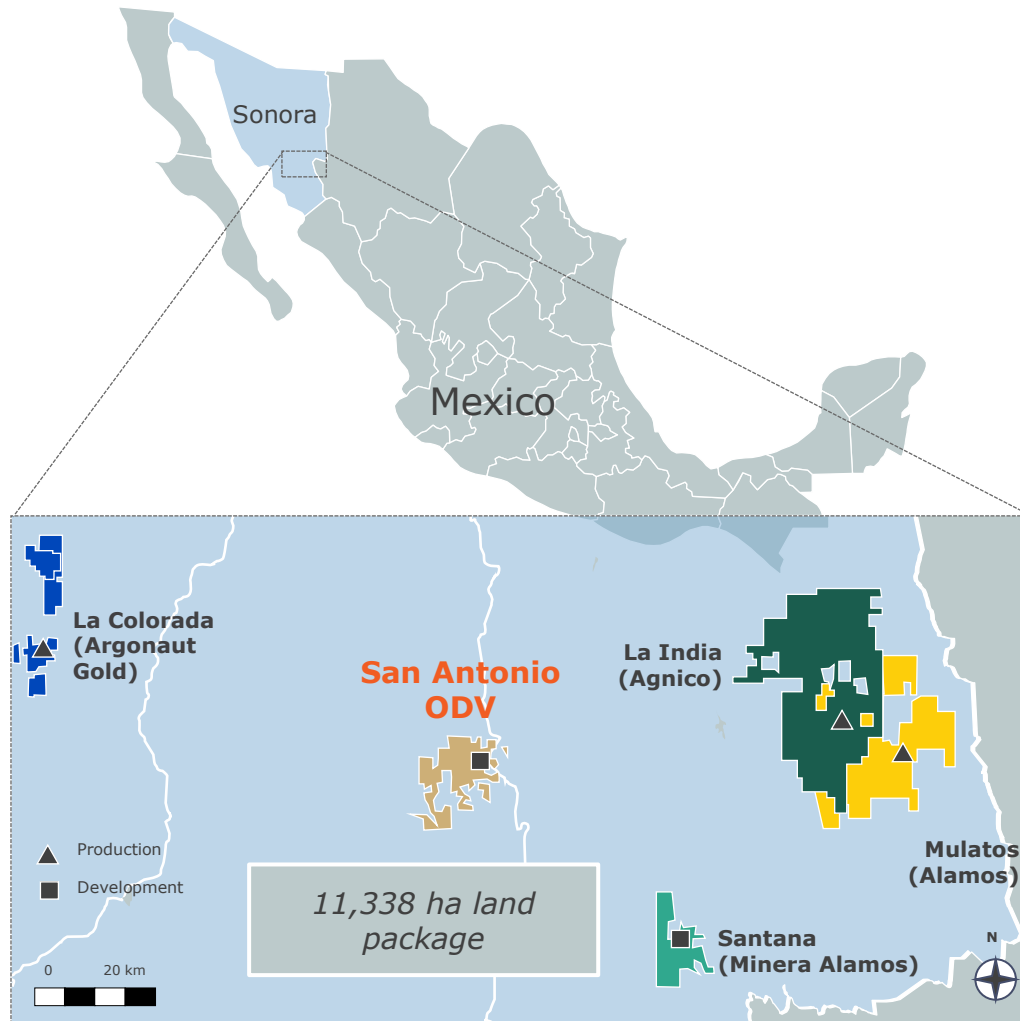 Sonora
Mexico
La Colorada
(Argonaut
Gold)
San Antonio
ODV
La India
(Agnico)
Mulatos
(Alamos)
Production
Development
11,338 ha land
package
Santana
(Minera Alamos)
N
0 20 km